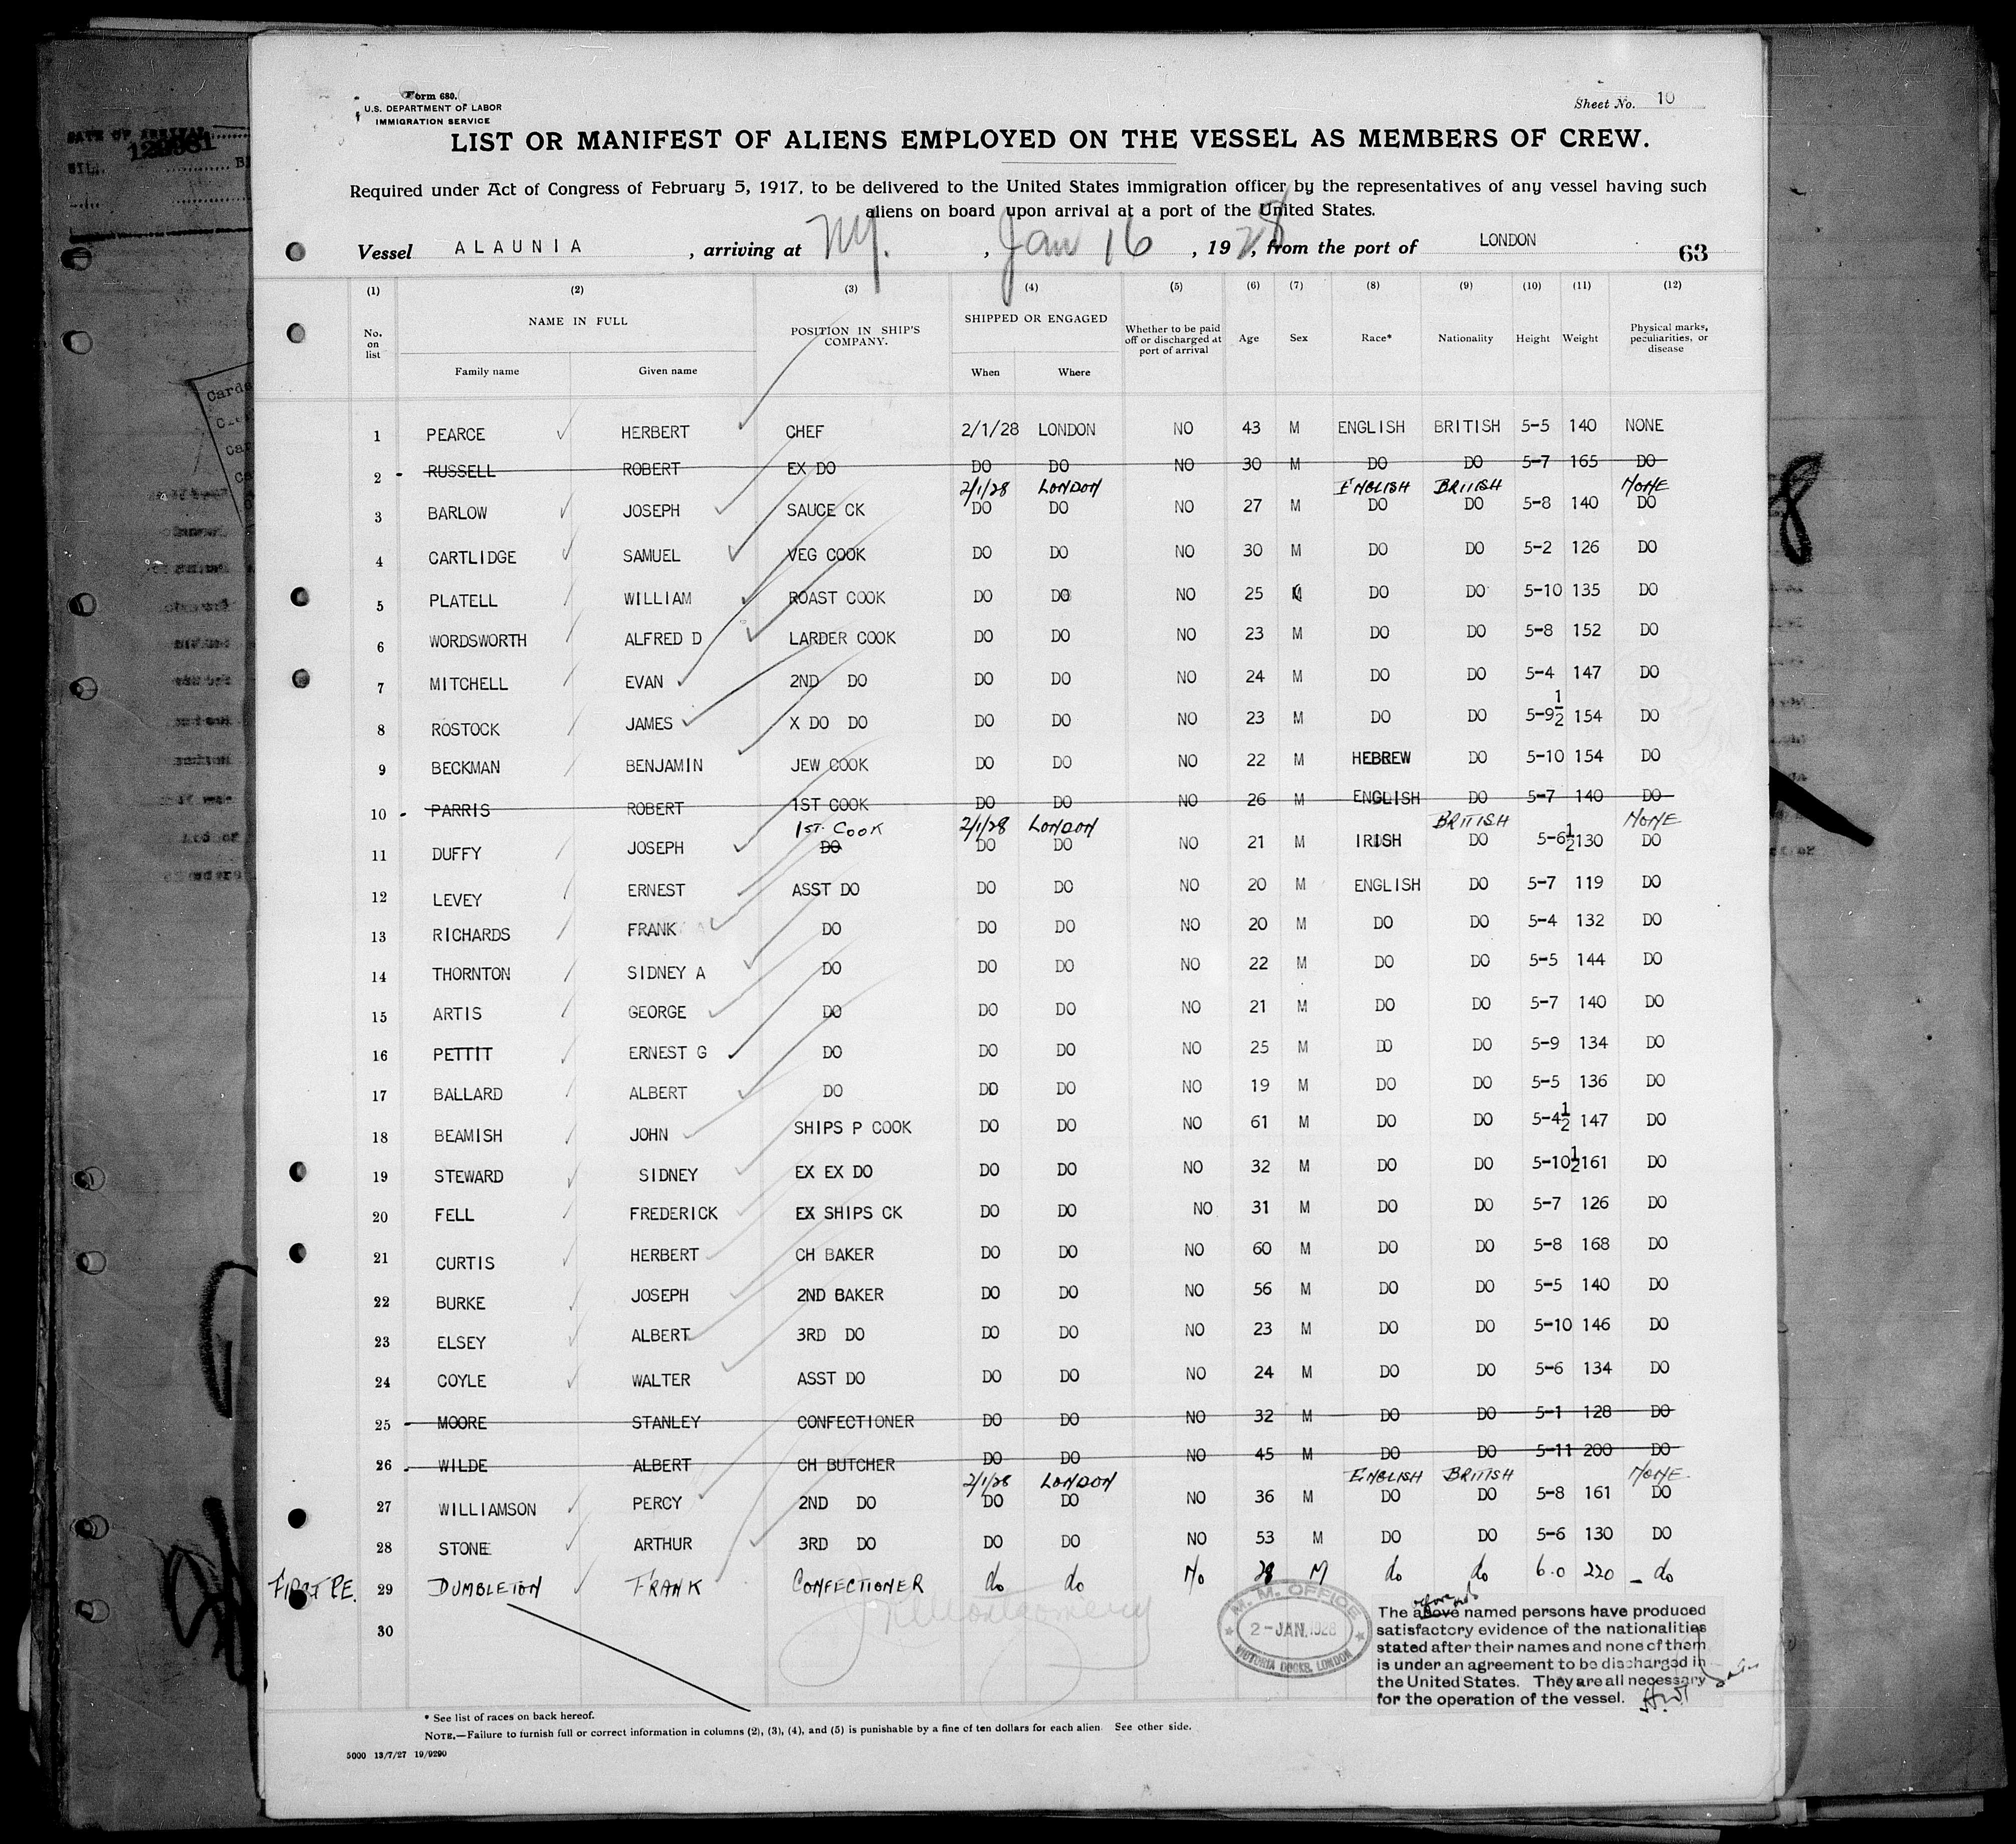 Form 680.
U.S. DEPARTMENT OF LABOR
IMMIGRATION SERVICE
Sheet No. 10
LIST OR MANIFEST OF ALIENS EMPLOYED ON THE VESSEL AS MEMBERS OF CREW.
Required under Act of Congress of February 5, 1917, to be delivered to the United States immigration officer by the representatives of any vessel having such
aliens on board upon arrival at a port of the United States.
Vessel ALAUNIA, arriving at NY., Jan 16, 1928, from the port of LONDON 63
(1) (2) (3) (4) (5) (6) (7) (8) (9) (10) (11) (12)
No. on list NAME IN FULL Family name Given name POSITION IN SHIP'S COMPANY. SHIPPED OR ENGAGED When Where Whether to be paid off or discharged at port of arrival Age Sex Race* Nationality Height Weight Physical marks, peculiarities, or disease
1 PEARCE HERBERT CHEF 2/1/28 LONDON NO 43 M ENGLISH BRITISH 5-5 140 NONE
2 RUSSELL ROBERT EX DO DO DO NO 30 M DO DO 5-7 165 DO
2/1/28 LONDON ENGLISH BRITISH NONE
3 BARLOW JOSEPH SAUCE CK DO DO NO 27 M DO DO 5-8 140 DO
4 CARTLIDGE SAMUEL VEG COOK DO DO NO 30 M DO DO 5-2 126 DO
5 PLATELL WILLIAM ROAST COOK DO DO NO 25 M DO DO 5-10 135 DO
6 WORDSWORTH ALFRED D LARDER COOK DO DO NO 23 M DO DO 5-8 152 DO
7 MITCHELL EVAN 2ND DO DO DO NO 24 M DO DO 5-4 147 DO
8 ROSTOCK JAMES X DO DO DO DO NO 23 M DO DO 5-9½ 154 DO
9 BECKMAN BENJAMIN JEW COOK DO DO NO 22 M HEBREW DO 5-10 154 DO
10 PARRIS ROBERT 1ST COOK DO DO NO 26 M ENGLISH DO 5-7 140 DO
1ST. COOK 2/1/28 LONDON BRITISH NONE
11 DUFFY JOSEPH DO DO DO NO 21 M IRISH DO 5-6½ 130 DO
12 LEVEY ERNEST ASST DO DO DO NO 20 M ENGLISH DO 5-7 119 DO
13 RICHARDS FRANK DO DO DO NO 20 M DO DO 5-4 132 DO
14 THORNTON SIDNEY A DO DO DO NO 22 M DO DO 5-5 144 DO
15 ARTIS GEORGE DO DO DO NO 21 M DO DO 5-7 140 DO
16 PETTIT ERNEST G DO DO DO NO 25 M DO DO 5-9 134 DO
17 BALLARD ALBERT DO DO DO NO 19 M DO DO 5-5 136 DO
18 BEAMISH JOHN SHIPS P COOK DO DO NO 61 M DO DO 5-4½ 147 DO
19 STEWARD SIDNEY EX EX DO DO DO NO 32 M DO DO 5-10½ 161 DO
20 FELL FREDERICK EX SHIPS CK DO DO NO 31 M DO DO 5-7 126 DO
21 CURTIS HERBERT CH BAKER DO DO NO 60 M DO DO 5-8 168 DO
22 BURKE JOSEPH 2ND BAKER DO DO NO 56 M DO DO 5-5 140 DO
23 ELSEY ALBERT 3RD DO DO DO NO 23 M DO DO 5-10 146 DO
24 COYLE WALTER ASST DO DO DO NO 24 M DO DO 5-6 134 DO
25 MOORE STANLEY CONFECTIONER DO DO NO 32 M DO DO 5-1 128 DO
26 WILDE ALBERT CH BUTCHER DO DO NO 45 M DO DO 5-11 200 DO
2/1/28 LONDON ENGLISH BRITISH NONE
27 WILLIAMSON PERCY 2ND DO DO DO NO 36 M DO DO 5-8 161 DO
28 STONE ARTHUR 3RD DO DO DO NO 53 M DO DO 5-6 130 DO
FIRST PE. 29 DUMBLETON FRANK CONFECTIONER do do No 28 M do do 6.0 220 - do
30
M. M. OFFICE
2-JAN.1928
VICTORIA DOCKS, LONDON
The above named persons have produced
satisfactory evidence of the nationalities
stated after their names and none of them
is under an agreement to be discharged in
the United States. They are all necessary
for the operation of the vessel.
* See list of races on back hereof.
NOTE.—Failure to furnish full or correct information in columns (2), (3), (4), and (5) is punishable by a fine of ten dollars for each alien. See other side.
5000 13/7/27 19/9290
129981
8